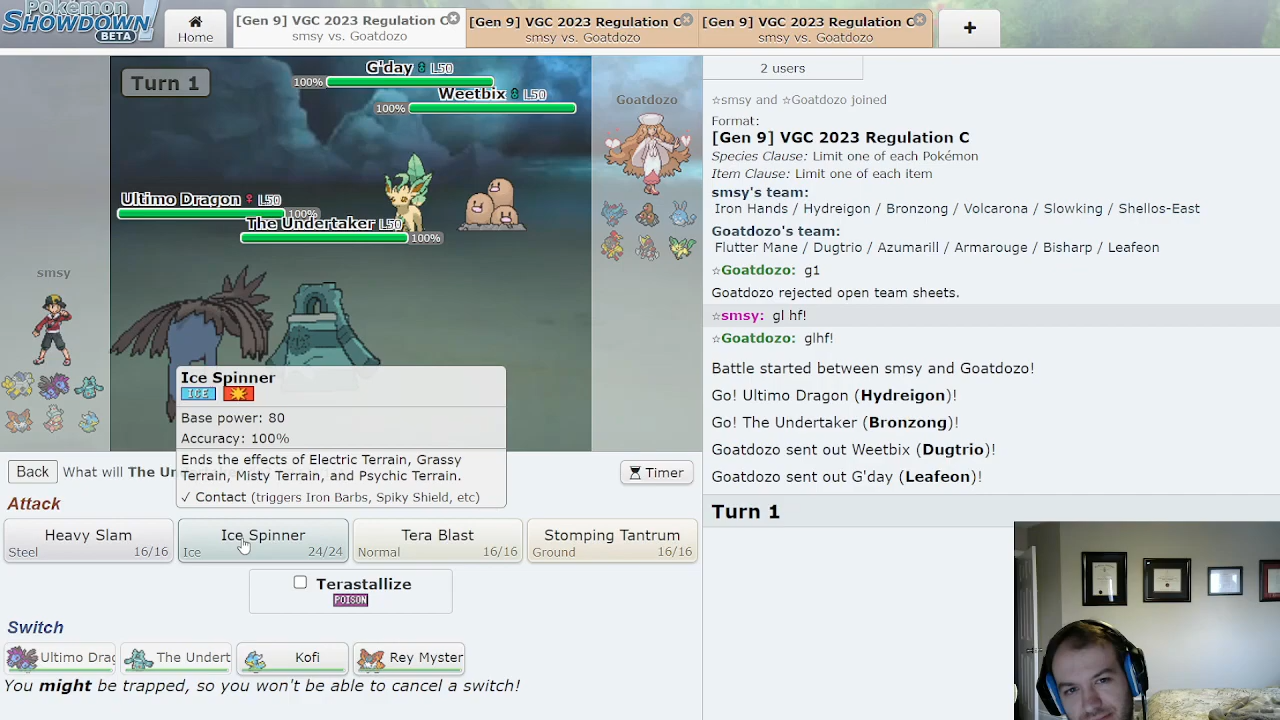 Pokémon
SHOWDOWN!
BETA
Home
[Gen 9] VGC 2023 Regulation C
smsy vs. Goatdozo
[Gen 9] VGC 2023 Regulation C
smsy vs. Goatdozo
[Gen 9] VGC 2023 Regulation C
smsy vs. Goatdozo
+
Turn 1
G'day L50
100%
Weetbix L50
100%
Ultimo Dragon L50
100%
The Undertaker L50
100%
Goatdozo
smsy
Ice Spinner
ICE
Base power: 80
Accuracy: 100%
Ends the effects of Electric Terrain, Grassy
Terrain, Misty Terrain, and Psychic Terrain.
✓ Contact (triggers Iron Barbs, Spiky Shield, etc)
Back
What will The Un
Timer
Attack
Heavy Slam
Steel 16/16
Ice Spinner
Ice 24/24
Tera Blast
Normal 16/16
Stomping Tantrum
Ground 16/16
Terastallize
POISON
Switch
Ultimo Drag
The Undert
Kofi
Rey Myster
You might be trapped, so you won't be able to cancel a switch!
2 users
☆smsy and ☆Goatdozo joined
Format:
[Gen 9] VGC 2023 Regulation C
Species Clause: Limit one of each Pokémon
Item Clause: Limit one of each item
smsy's team:
Iron Hands / Hydreigon / Bronzong / Volcarona / Slowking / Shellos-East
Goatdozo's team:
Flutter Mane / Dugtrio / Azumarill / Armarouge / Bisharp / Leafeon
☆Goatdozo: g1
Goatdozo rejected open team sheets.
☆smsy: gl hf!
☆Goatdozo: glhf!
Battle started between smsy and Goatdozo!
Go! Ultimo Dragon (Hydreigon)!
Go! The Undertaker (Bronzong)!
Goatdozo sent out Weetbix (Dugtrio)!
Goatdozo sent out G'day (Leafeon)!
Turn 1